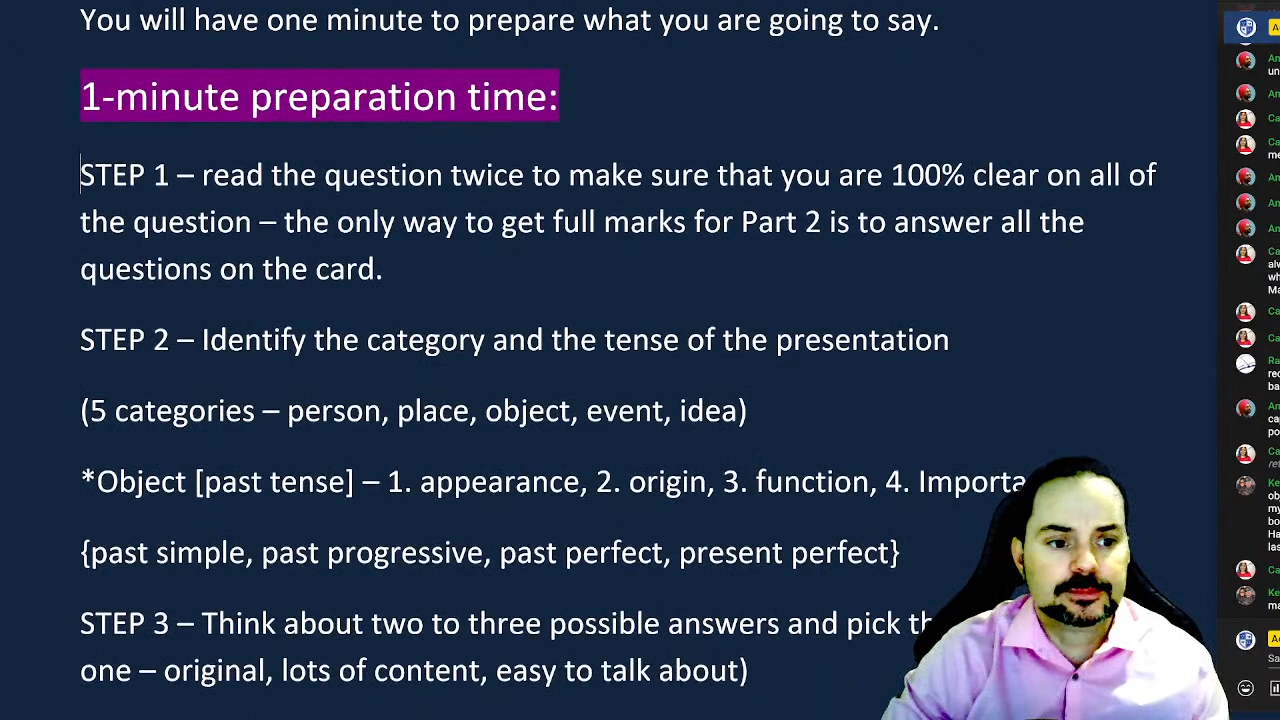 You will have one minute to prepare what you are going to say.
1-minute preparation time:
STEP 1 – read the question twice to make sure that you are 100% clear on all of
the question – the only way to get full marks for Part 2 is to answer all the
questions on the card.
STEP 2 – Identify the category and the tense of the presentation
(5 categories – person, place, object, event, idea)
*Object [past tense] – 1. appearance, 2. origin, 3. function, 4. Importa
{past simple, past progressive, past perfect, present perfect}
STEP 3 – Think about two to three possible answers and pick th
one – original, lots of content, easy to talk about)